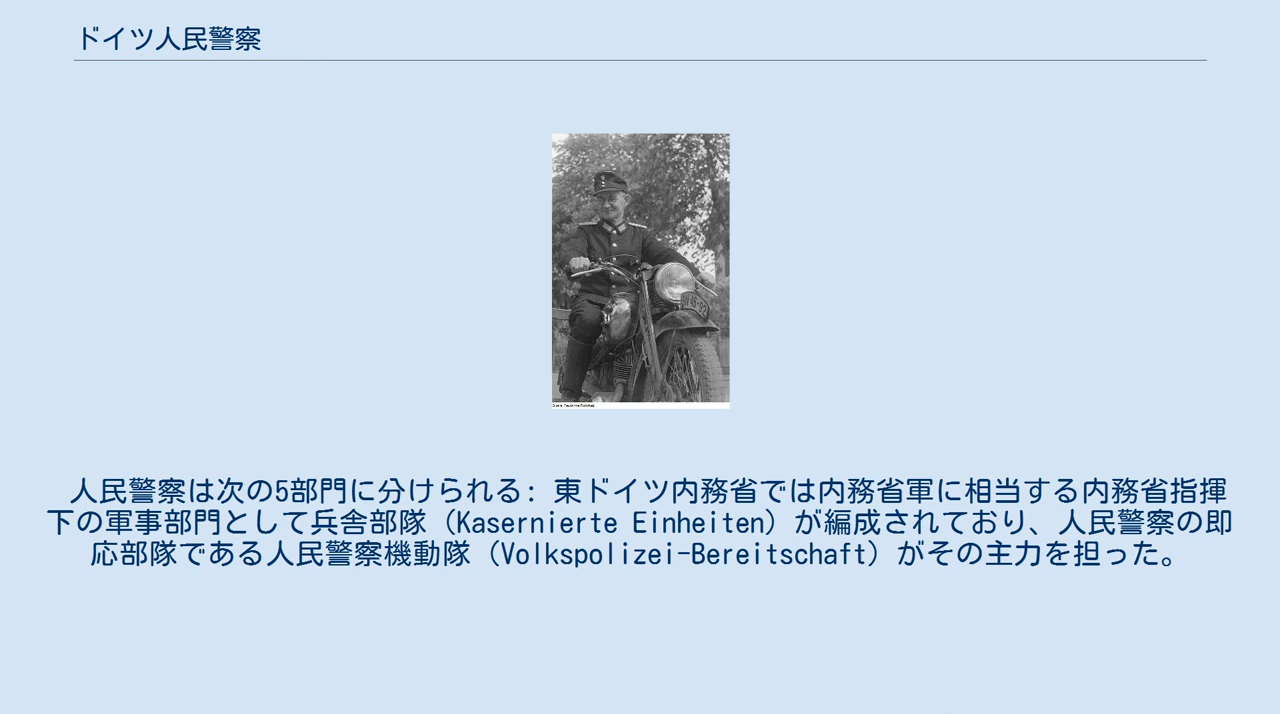 ドイツ人民警察
人民警察は次の5部門に分けられる: 東ドイツ内務省では内務省軍に相当する内務省指揮
下の軍事部門として兵舎部隊（Kasernierte Einheiten）が編成されており、人民警察の即
応部隊である人民警察機動隊（Volkspolizei-Bereitschaft）がその主力を担った。